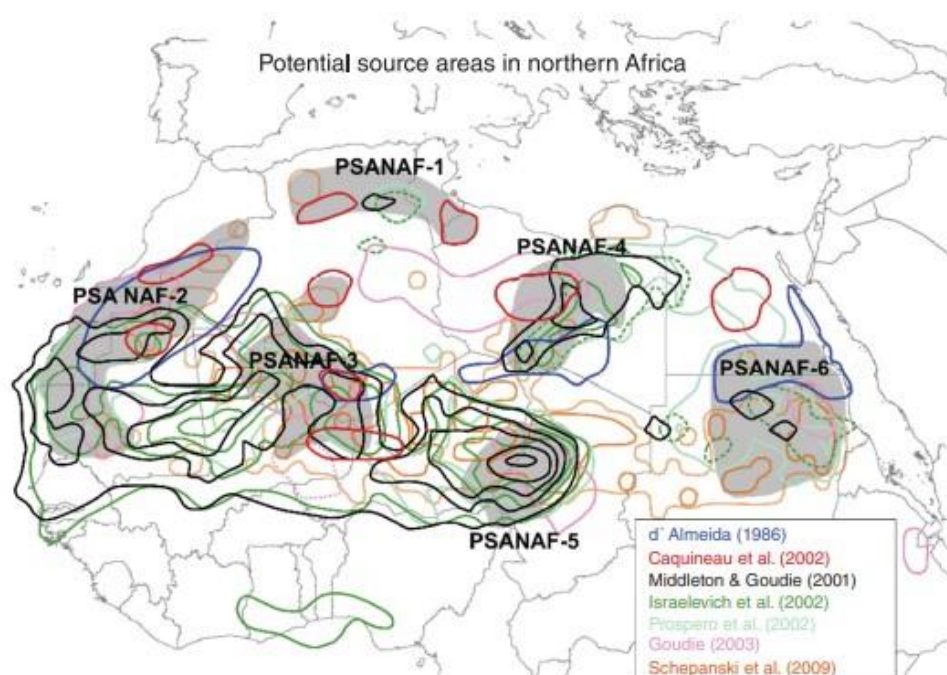 Potential source areas in northern Africa
PSANAF-1
PSANAF-4
PSA NAF-2
PSANAF-3
PSANAF-6
PSANAF-5
d´ Almeida (1986)
Caquineau et al. (2002)
Middleton & Goudie (2001)
Israelevich et al. (2002)
Prospero et al. (2002)
Goudie (2003)
Schepanski et al. (2009)